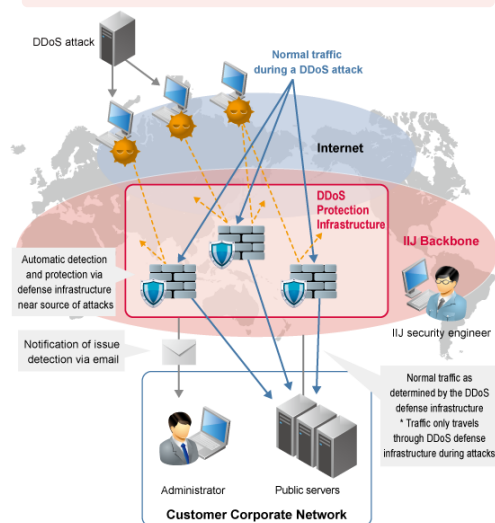 DDoS attack
Normal traffic
during a DDoS attack
Internet
DDoS
Protection
Infrastructure
IIJ Backbone
Automatic detection
and protection via
defense infrastructure
near source of attacks
IIJ security engineer
Notification of issue
detection via email
Normal traffic as
determined by the DDoS
defense infrastructure
* Traffic only travels
through DDoS defense
infrastructure during attacks
Administrator
Public servers
Customer Corporate Network